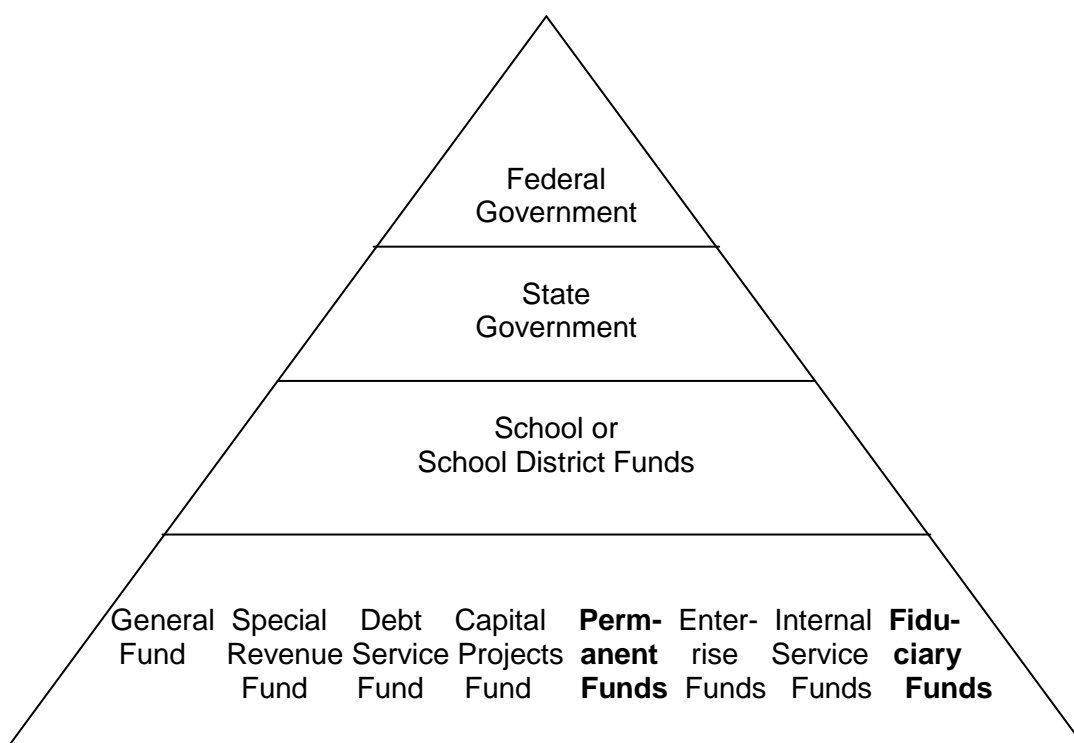 Federal
Government
State
Government
School or
School District Funds
General Special Debt Capital Perm- Enter- Internal Fidu-
Fund Revenue Service Projects anent rise Service ciary
Fund Fund Fund Funds Funds Funds Funds